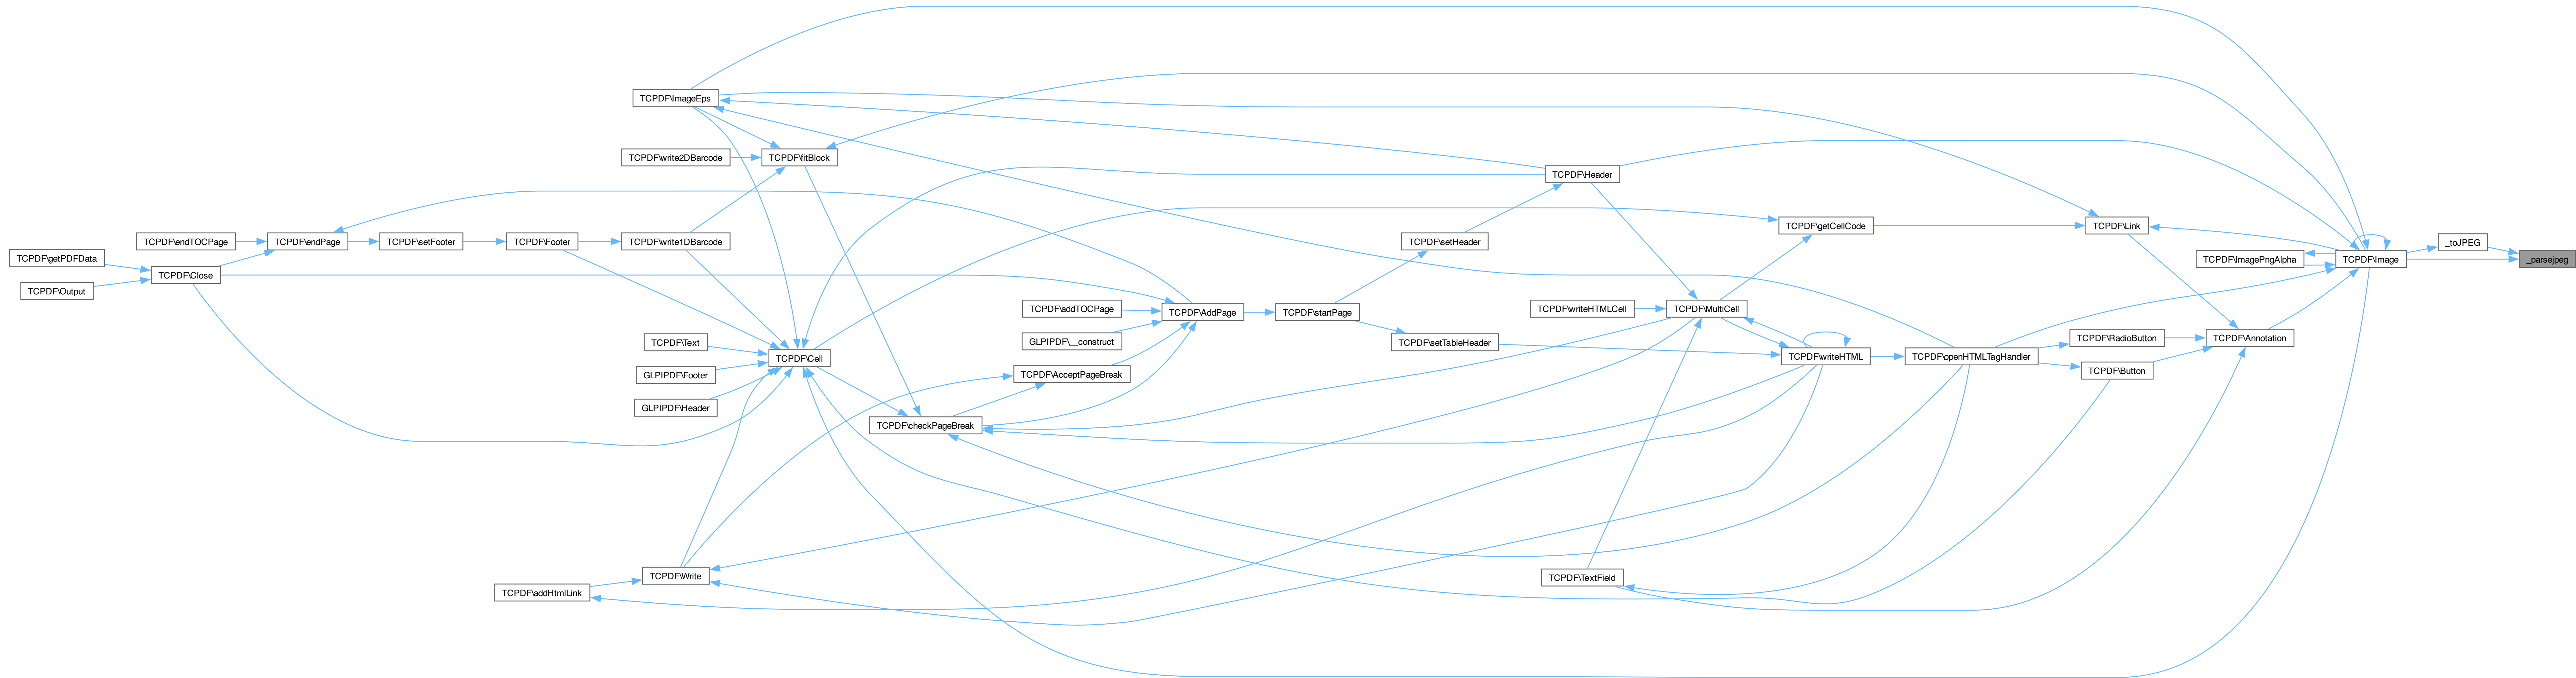 TCPDF\ImageEps
TCPDF\write2DBarcode
TCPDF\fitBlock
TCPDF\Header
TCPDF\endTOCPage
TCPDF\endPage
TCPDF\setFooter
TCPDF\Footer
TCPDF\write1DBarcode
TCPDF\setHeader
TCPDF\getCellCode
TCPDF\Link
_toJPEG
TCPDF\getPDFData
TCPDF\Close
TCPDF\Output
TCPDF\ImagePngAlpha
TCPDF\Image
_parsejpeg
TCPDF\addTOCPage
TCPDF\AddPage
TCPDF\startPage
TCPDF\writeHTMLCell
TCPDF\MultiCell
GLPIPDF\__construct
TCPDF\setTableHeader
TCPDF\RadioButton
TCPDF\Annotation
TCPDF\Text
TCPDF\Cell
TCPDF\writeHTML
TCPDF\openHTMLTagHandler
GLPIPDF\Footer
TCPDF\AcceptPageBreak
TCPDF\Button
GLPIPDF\Header
TCPDF\checkPageBreak
TCPDF\Write
TCPDF\TextField
TCPDF\addHtmlLink